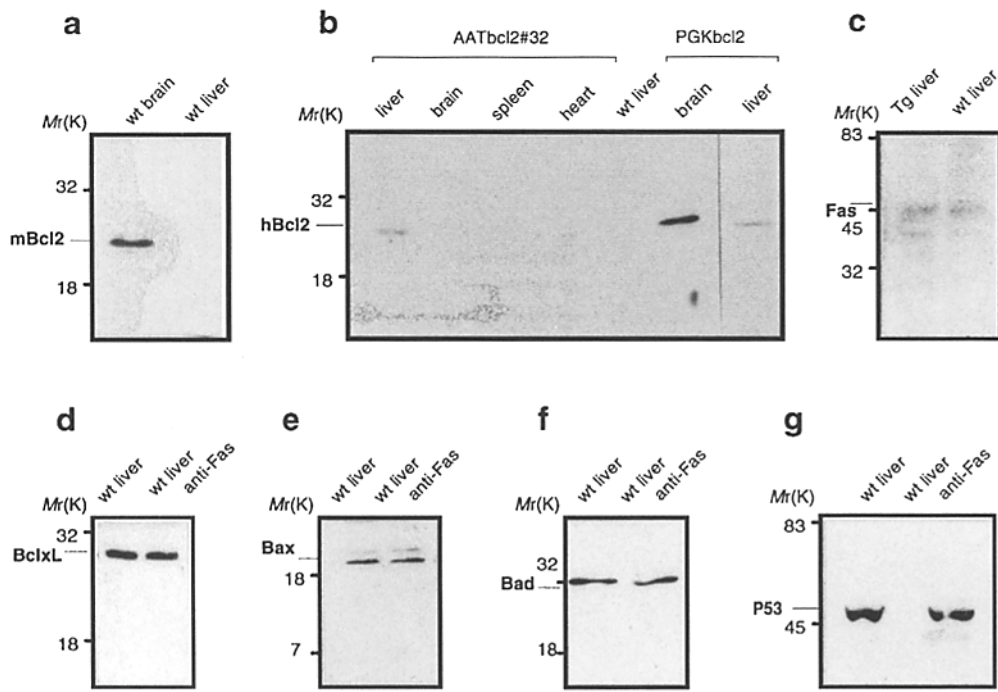 a
wt brain
wt liver
Mr(K)
32
mBcl2
18
b
AATbcl2#32
PGKbcl2
liver
brain
spleen
heart
wt liver
brain
liver
Mr(K)
32
hBcl2
18
c
Tg liver
wt liver
Mr(K)
83
Fas
45
32
d
wt liver
wt liver
anti-Fas
Mr(K)
32
BclxL
18
e
wt liver
wt liver
anti-Fas
Mr(K)
Bax
18
7
f
wt liver
wt liver
anti-Fas
Mr(K)
32
Bad
18
g
wt liver
wt liver
anti-Fas
Mr(K)
83
P53
45